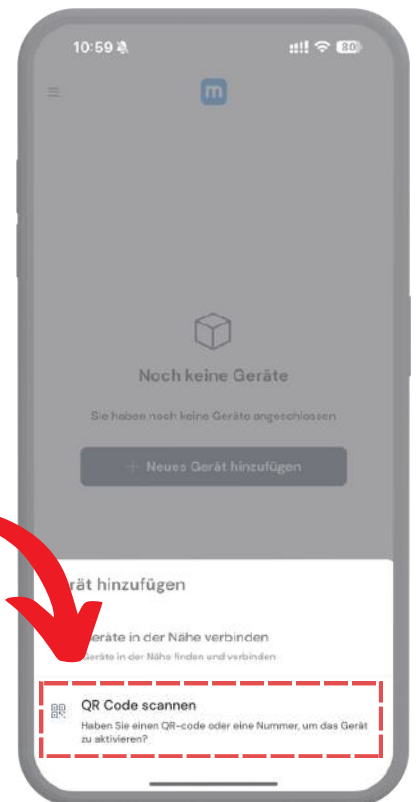 10:59
80
m
Noch keine Geräte
Sie haben noch keine Geräte angeschlossen
+ Neues Gerät hinzufügen
rät hinzufügen
eräte in der Nähe verbinden
Geräte in der Nähe finden und verbinden
QR Code scannen
Haben Sie einen QR-code oder eine Nummer, um das Gerät
zu aktivieren?